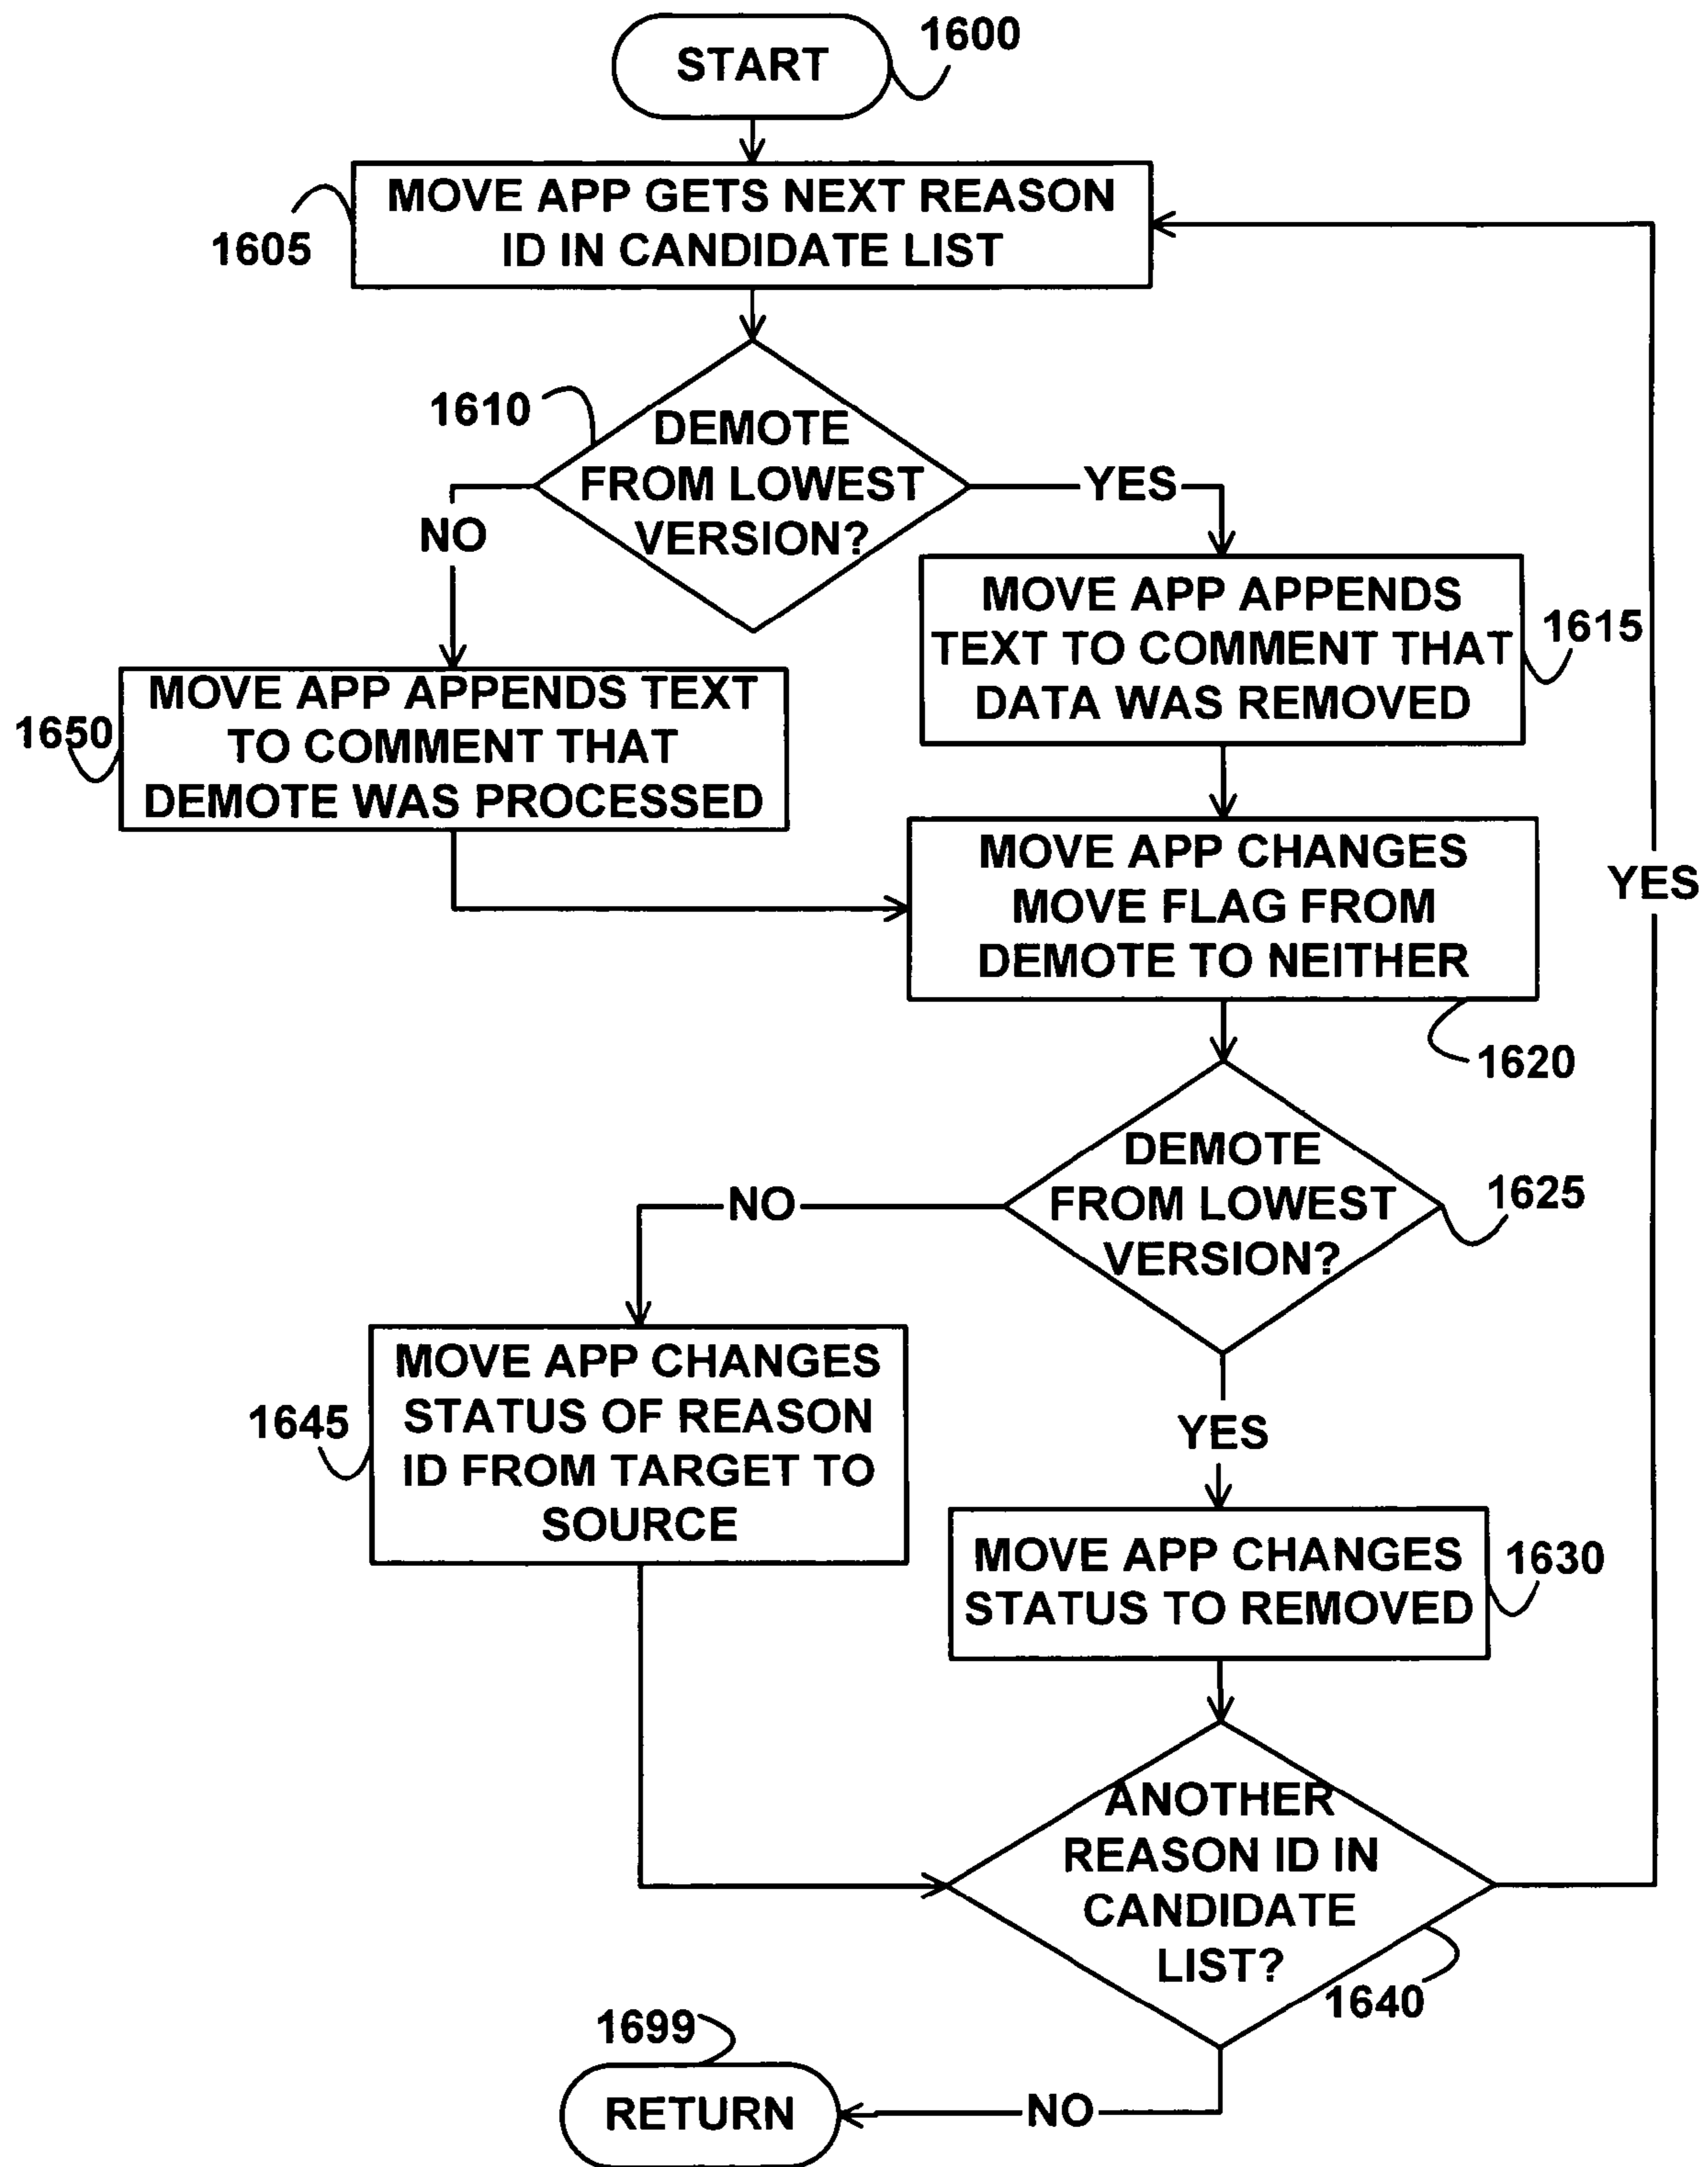 START
1600
MOVE APP GETS NEXT REASON
ID IN CANDIDATE LIST
1605
1610
DEMOTE
FROM LOWEST
VERSION?
YES
NO
MOVE APP APPENDS
TEXT TO COMMENT THAT
DATA WAS REMOVED
1615
MOVE APP APPENDS TEXT
TO COMMENT THAT
DEMOTE WAS PROCESSED
1650
MOVE APP CHANGES
MOVE FLAG FROM
DEMOTE TO NEITHER
YES
1620
DEMOTE
FROM LOWEST
VERSION?
1625
NO
MOVE APP CHANGES
STATUS OF REASON
ID FROM TARGET TO
SOURCE
1645
YES
MOVE APP CHANGES
STATUS TO REMOVED
1630
ANOTHER
REASON ID IN
CANDIDATE
LIST?
1640
1699
RETURN
NO